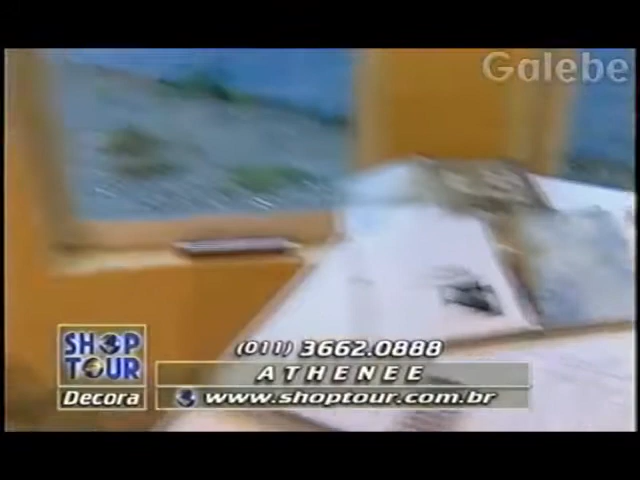 Galebe
SHOP
TOUR
Decora
(011) 3662.0888
ATHENEE
www.shoptour.com.br